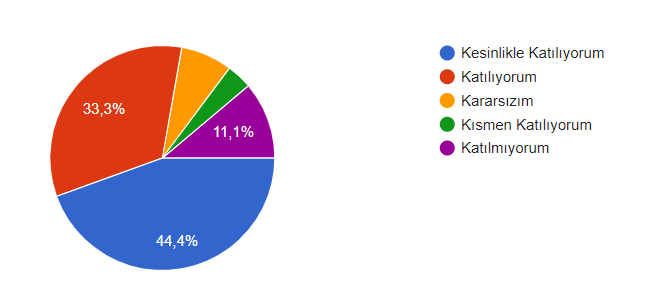 33,3%
11,1%
44,4%
Kesinlikle Katılıyorum
Katılıyorum
Kararsızım
Kısmen Katılıyorum
Katılmıyorum